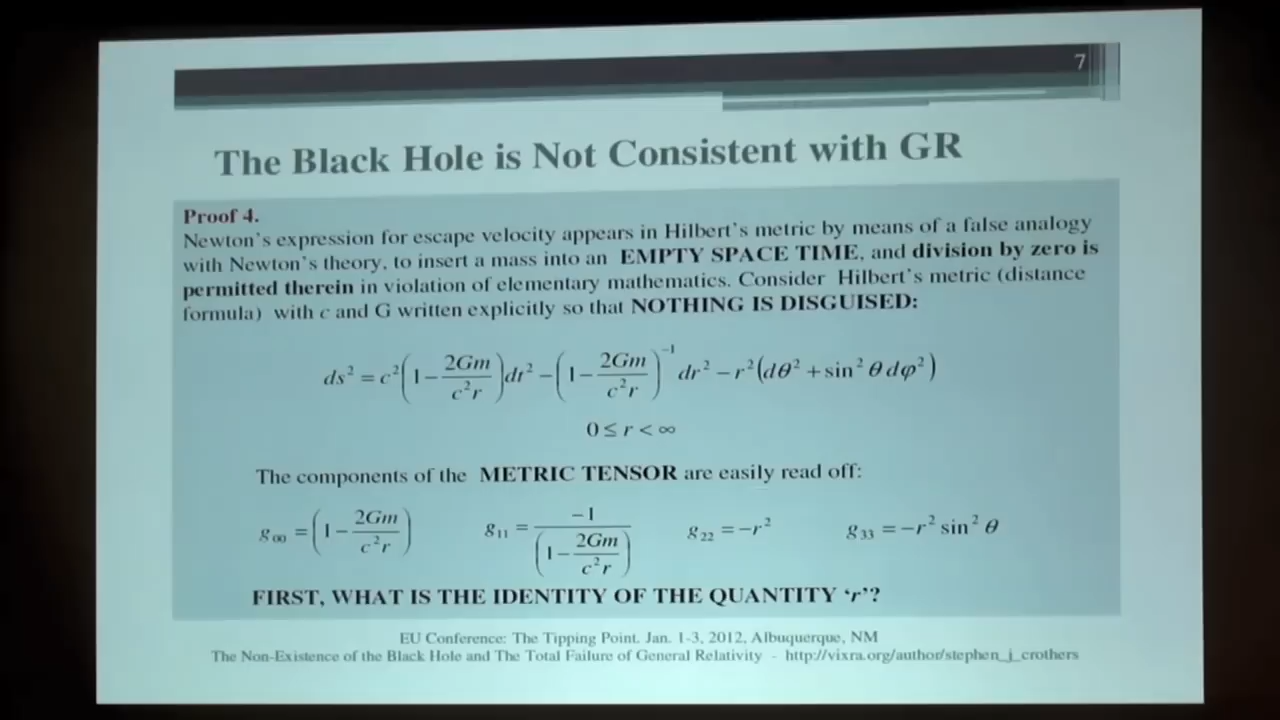 7
The Black Hole is Not Consistent with GR
Proof 4.
Newton's expression for escape velocity appears in Hilbert's metric by means of a false analogy
with Newton's theory, to insert a mass into an EMPTY SPACE TIME, and division by zero is
permitted therein in violation of elementary mathematics. Consider Hilbert's metric (distance
formula) with c and G written explicitly so that NOTHING IS DISGUISED:
ds² = c²(1 − 2Gm/c²r)dt² − (1 − 2Gm/c²r)⁻¹ dr² − r²(dθ² + sin² θ dφ²)
0 ≤ r < ∞
The components of the METRIC TENSOR are easily read off:
g₀₀ = (1 − 2Gm/c²r) g₁₁ = −1/(1 − 2Gm/c²r) g₂₂ = −r² g₃₃ = −r² sin² θ
FIRST, WHAT IS THE IDENTITY OF THE QUANTITY ‘r’?
EU Conference: The Tipping Point. Jan. 1-3, 2012, Albuquerque, NM
The Non-Existence of the Black Hole and The Total Failure of General Relativity - http://vixra.org/author/stephen_j_crothers